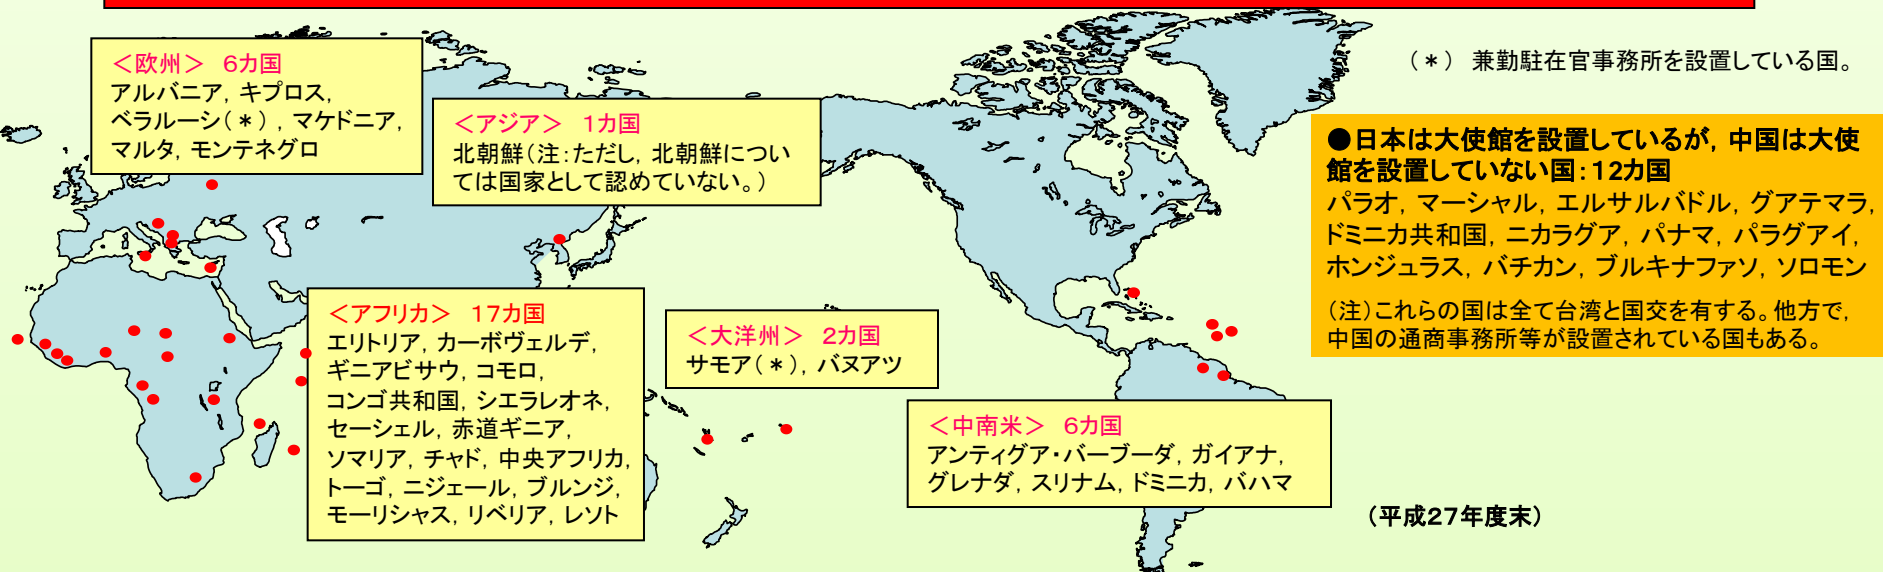 ＜欧州＞　6カ国
アルバニア, キプロス,
ベラルーシ（＊）, マケドニア,
マルタ, モンテネグロ
＜アジア＞　1カ国
北朝鮮（注：ただし, 北朝鮮につい
ては国家として認めていない。）
（＊）　兼勤駐在官事務所を設置している国。
●日本は大使館を設置しているが, 中国は大使
館を設置していない国：12カ国
パラオ, マーシャル, エルサルバドル, グアテマラ,
ドミニカ共和国, ニカラグア, パナマ, パラグアイ,
ホンジュラス, バチカン, ブルキナファソ, ソロモン
（注）これらの国は全て台湾と国交を有する。他方で,
中国の通商事務所等が設置されている国もある。
＜アフリカ＞　17カ国
エリトリア, カーボヴェルデ,
ギニアビサウ, コモロ,
コンゴ共和国, シエラレオネ,
セーシェル, 赤道ギニア,
ソマリア, チャド, 中央アフリカ,
トーゴ, ニジェール, ブルンジ,
モーリシャス, リベリア, レソト
＜大洋州＞　2カ国
サモア（＊）, バヌアツ
＜中南米＞　6カ国
アンティグア・バーブーダ, ガイアナ,
グレナダ, スリナム, ドミニカ, バハマ
（平成27年度末）